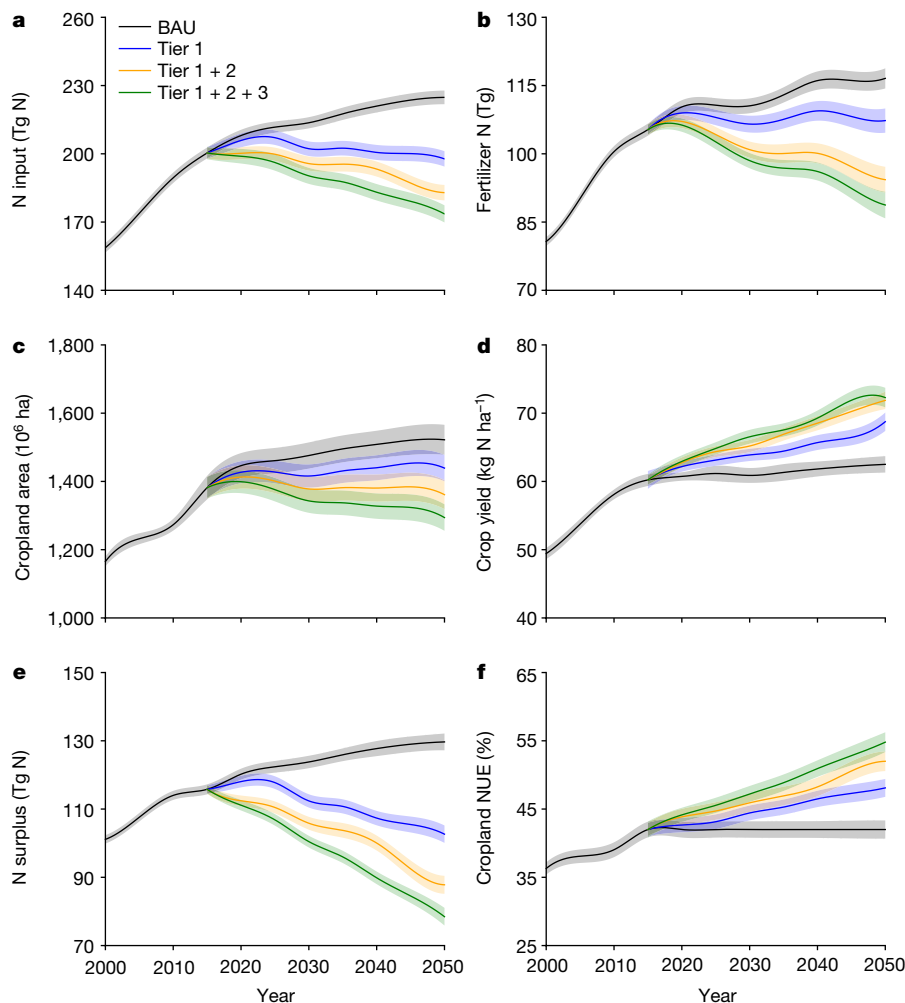 a
260
230
200
170
140
N input (Tg N)
BAU
Tier 1
Tier 1 + 2
Tier 1 + 2 + 3
b
130
115
100
85
70
Fertilizer N (Tg)
c
1,800
1,600
1,400
1,200
1,000
Cropland area (10⁶ ha)
d
80
70
60
50
40
Crop yield (kg N ha⁻¹)
e
150
130
110
90
70
N surplus (Tg N)
2000 2010 2020 2030 2040 2050
Year
f
65
55
45
35
25
Cropland NUE (%)
2000 2010 2020 2030 2040 2050
Year